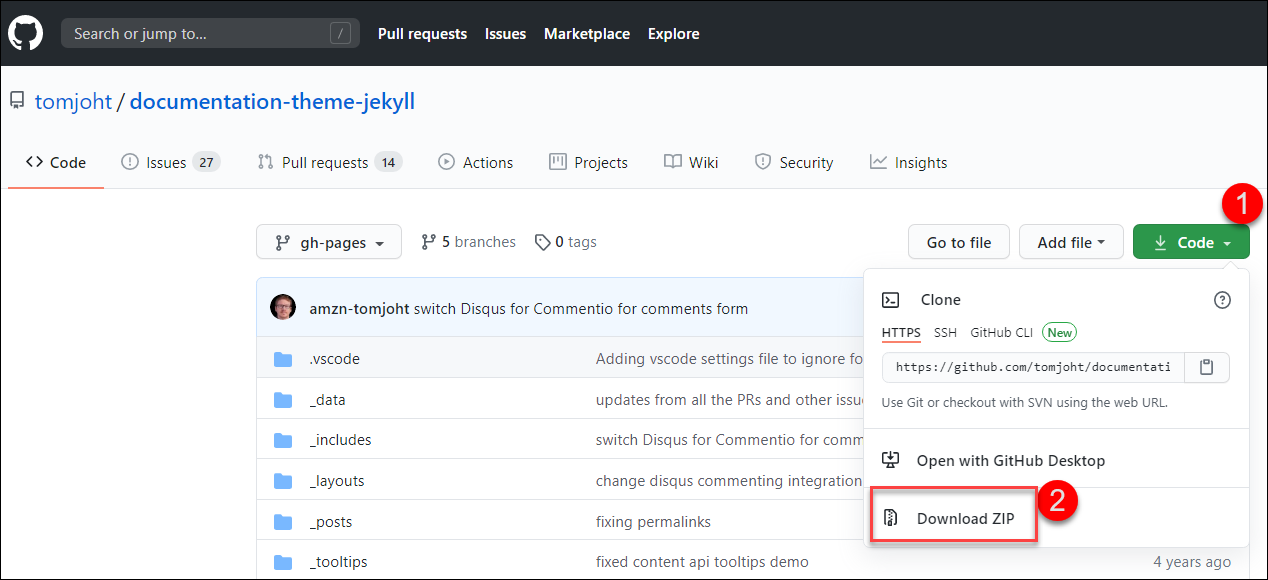 Search or jump to... /
Pull requests Issues Marketplace Explore
tomjoht / documentation-theme-jekyll
Code Issues 27 Pull requests 14 Actions Projects Wiki Security Insights
1
gh-pages 5 branches 0 tags Go to file Add file Code
amzn-tomjoht switch Disqus for Commentio for comments form
Clone
HTTPS SSH GitHub CLI New
https://github.com/tomjoht/documentati
Use Git or checkout with SVN using the web URL.
Open with GitHub Desktop
2
Download ZIP
.vscode Adding vscode settings file to ignore fo
_data updates from all the PRs and other issu
_includes switch Disqus for Commentio for comm
_layouts change disqus commenting integration
_posts fixing permalinks
_tooltips fixed content api tooltips demo 4 years ago